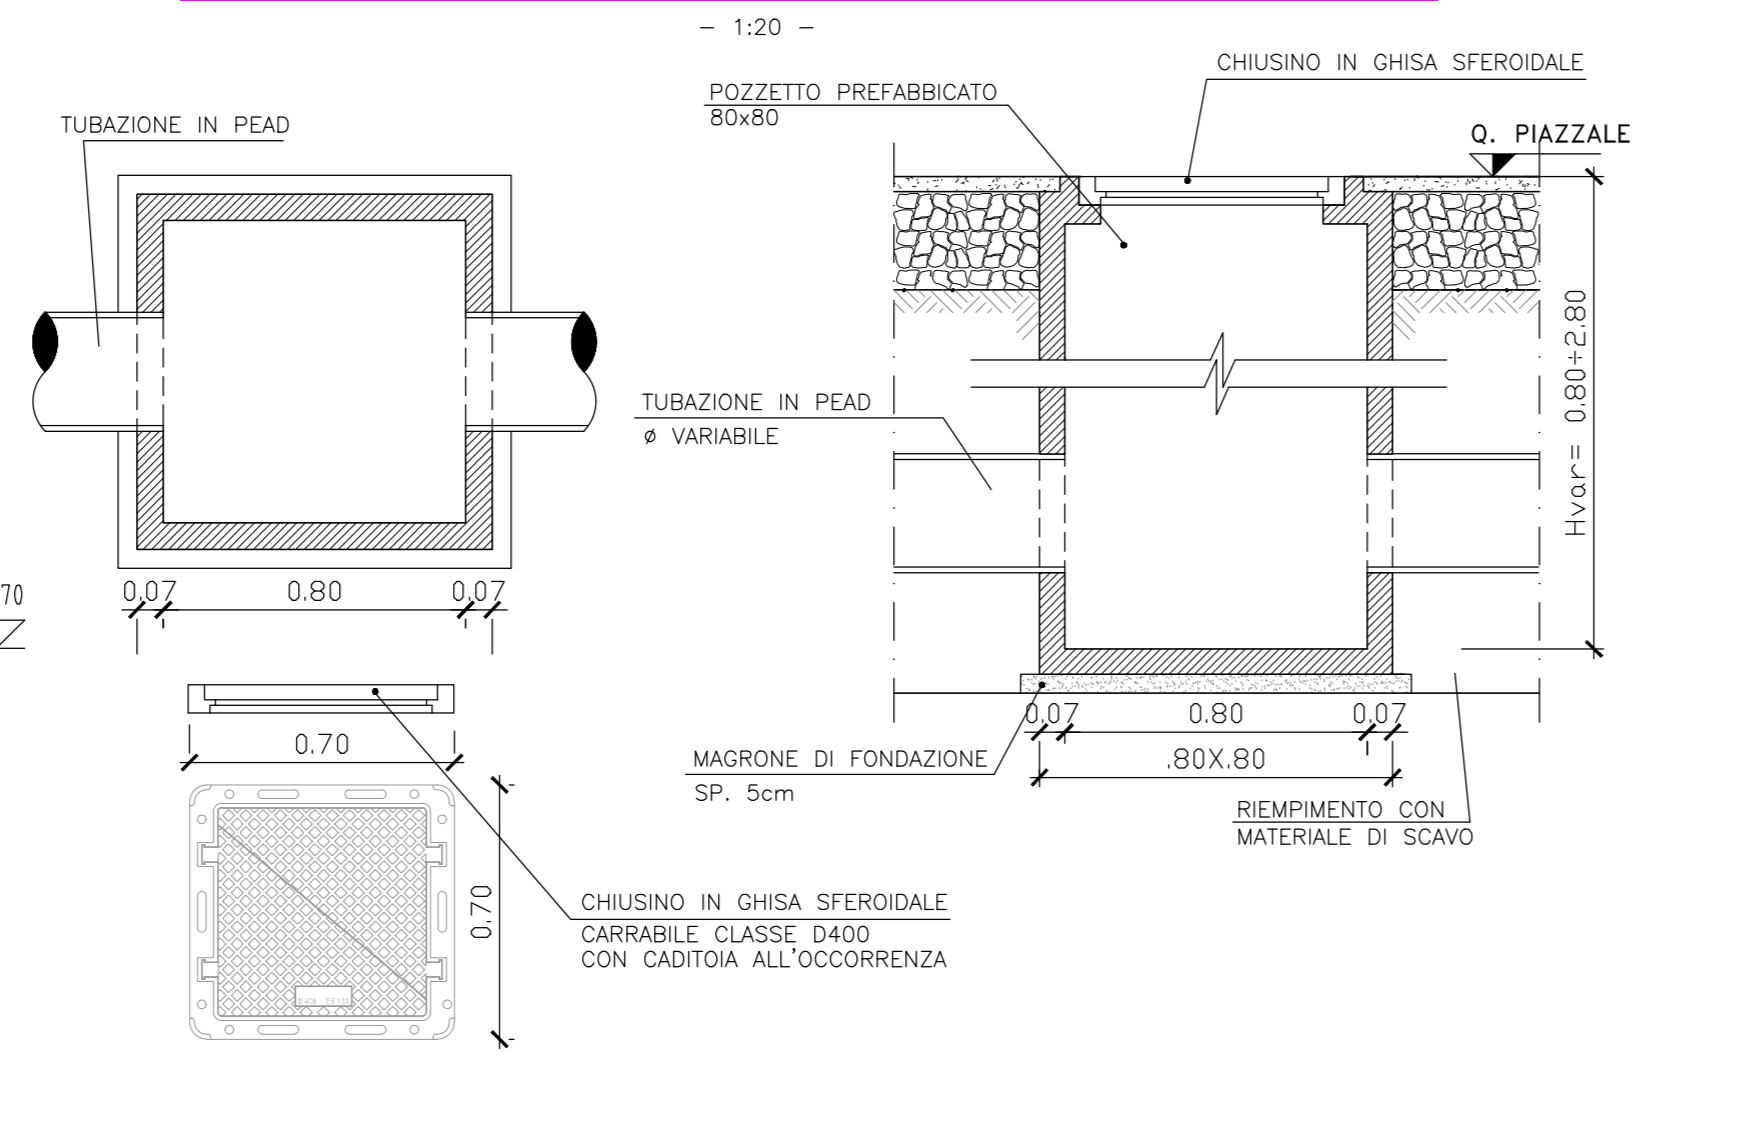 - 1:20 -
CHIUSINO IN GHISA SFEROIDALE
POZZETTO PREFABBICATO
80x80
TUBAZIONE IN PEAD
Q. PIAZZALE
Hvar= 0.80÷2.80
TUBAZIONE IN PEAD
ø VARIABILE
70
0.07 0.80 0.07
0.07 0.80 0.07
.80X.80
0.70
MAGRONE DI FONDAZIONE
SP. 5cm
RIEMPIMENTO CON
MATERIALE DI SCAVO
0.70
CHIUSINO IN GHISA SFEROIDALE
CARRABILE CLASSE D400
CON CADITOIA ALL'OCCORRENZA